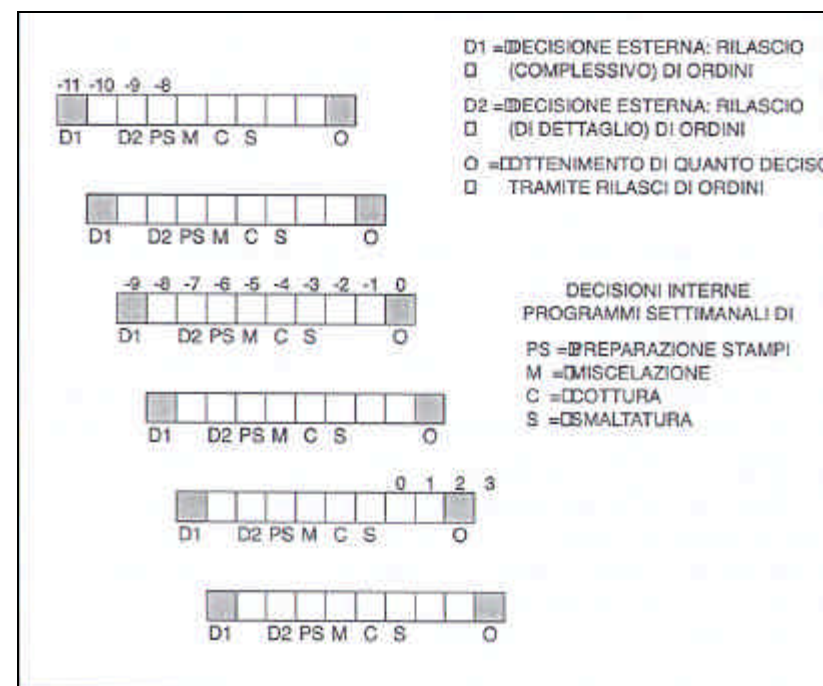 D1 = DECISIONE ESTERNA: RILASCIO
(COMPLESSIVO) DI ORDINI
D2 = DECISIONE ESTERNA: RILASCIO
(DI DETTAGLIO) DI ORDINI
O = OTTENIMENTO DI QUANTO DECISO
TRAMITE RILASCI DI ORDINI
-11 -10 -9 -8
D1 D2 PS M C S O
D1 D2 PS M C S O
-9 -8 -7 -6 -5 -4 -3 -2 -1 0
D1 D2 PS M C S O
DECISIONI INTERNE
PROGRAMMI SETTIMANALI DI
PS = PREPARAZIONE STAMPI
M = MISCELAZIONE
C = COTTURA
S = SMALTATURA
D1 D2 PS M C S O
0 1 2 3
D1 D2 PS M C S O
D1 D2 PS M C S O